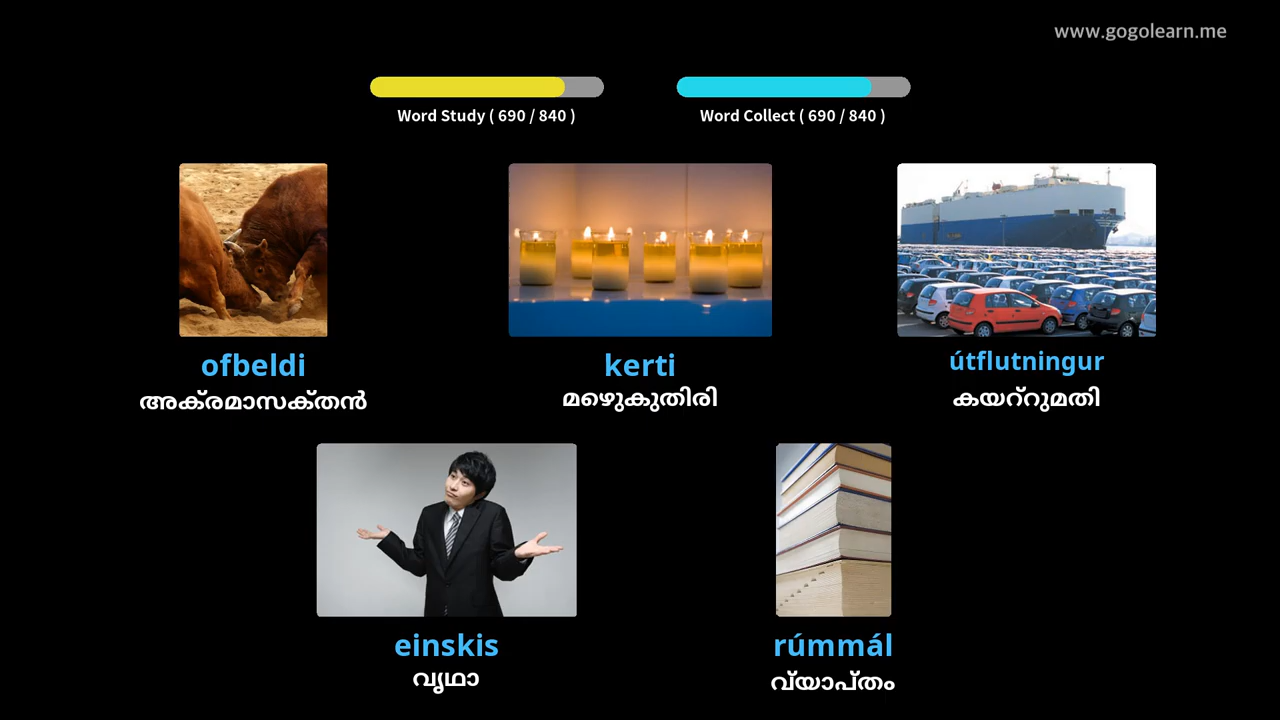 www.gogolearn.me
Word Study ( 690 / 840 )
Word Collect ( 690 / 840 )
ofbeldi
അക്രമാസക്തൻ
kerti
മഴെുകുതിരി
útflutningur
കയറ്റുമതി
einskis
വൃഥാ
rúmmál
വ്യാപ്തം